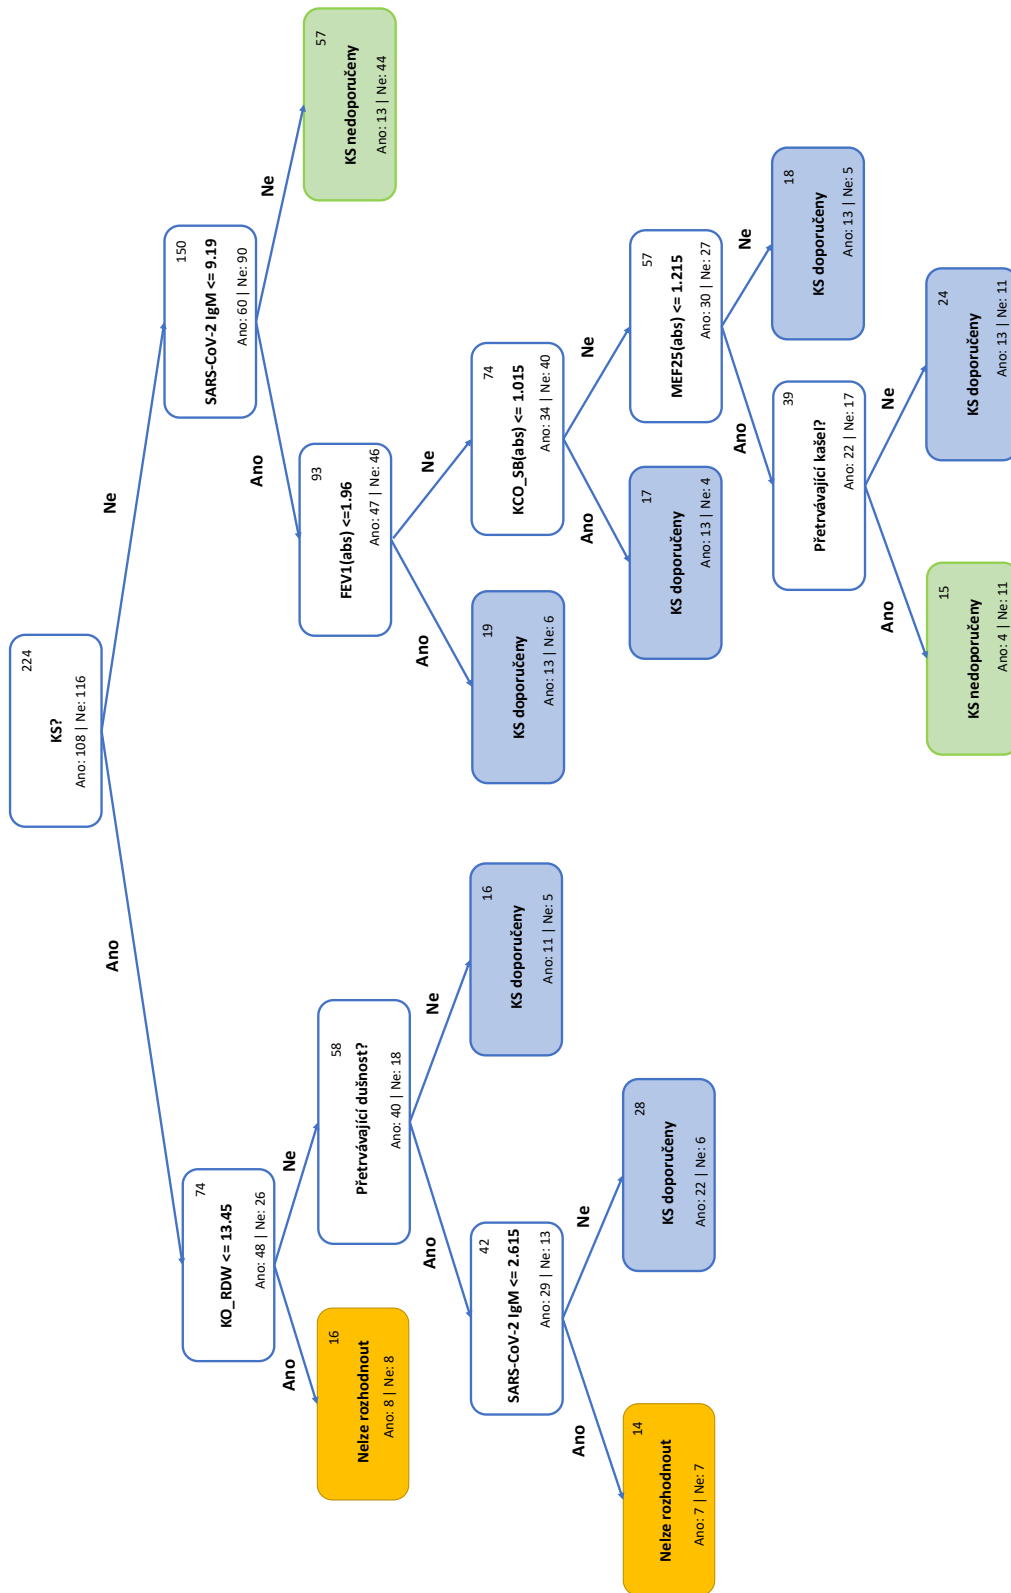 224
KS?
Ano: 108 | Ne: 116
Ano
Ne
74
KO_RDW <= 13.45
Ano: 48 | Ne: 26
150
SARS-CoV-2 IgM <= 9.19
Ano: 60 | Ne: 90
Ano
Ne
Ano
Ne
16
Nelze rozhodnout
Ano: 8 | Ne: 8
58
Přetrvávající dušnost?
Ano: 40 | Ne: 18
93
FEV1(abs) <=1.96
Ano: 47 | Ne: 46
57
KS nedoporučeny
Ano: 13 | Ne: 44
Ano
Ne
Ano
Ne
42
SARS-CoV-2 IgM <= 2.615
Ano: 29 | Ne: 13
16
KS doporučeny
Ano: 11 | Ne: 5
19
KS doporučeny
Ano: 13 | Ne: 6
74
KCO_SB(abs) <= 1.015
Ano: 34 | Ne: 40
Ano
Ne
Ano
Ne
14
Nelze rozhodnout
Ano: 7 | Ne: 7
28
KS doporučeny
Ano: 22 | Ne: 6
17
KS doporučeny
Ano: 13 | Ne: 4
57
MEF25(abs) <= 1.215
Ano: 30 | Ne: 27
Ano
Ne
39
Přetrvávající kašel?
Ano: 22 | Ne: 17
18
KS doporučeny
Ano: 13 | Ne: 5
Ano
Ne
15
KS nedoporučeny
Ano: 4 | Ne: 11
24
KS doporučeny
Ano: 13 | Ne: 11